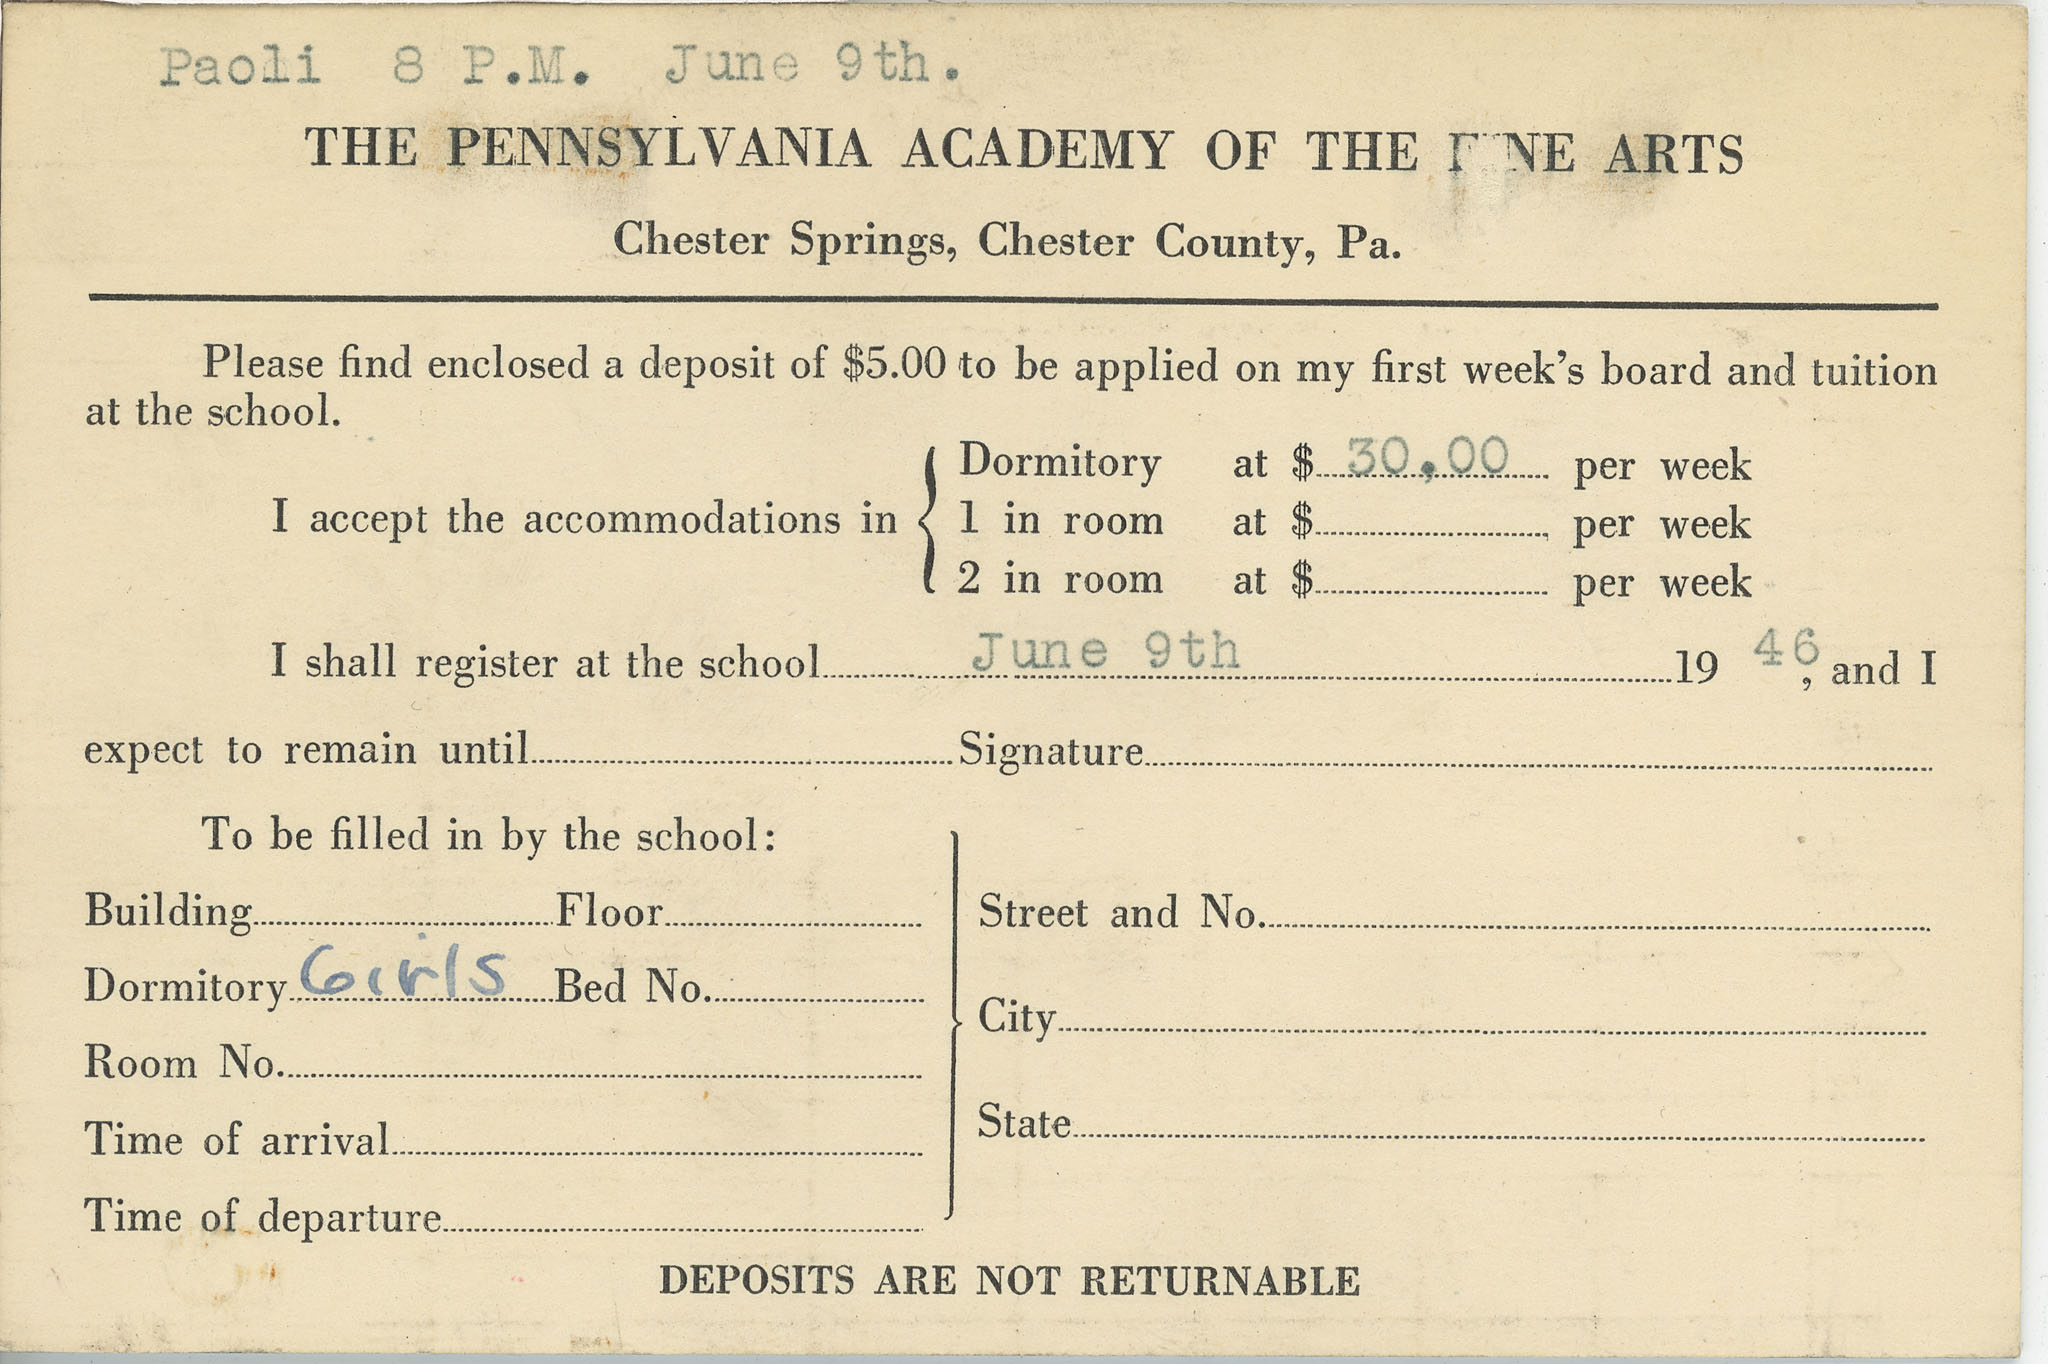 Paoli 8 P.M. June 9th.
THE PENNSYLVANIA ACADEMY OF THE FINE ARTS
Chester Springs, Chester County, Pa.
Please find enclosed a deposit of $5.00 to be applied on my first week's board and tuition
at the school.
I accept the accommodations in { Dormitory at $ 30.00 per week
1 in room at $ per week
2 in room at $ per week
I shall register at the school June 9th 19 46, and I
expect to remain until Signature
To be filled in by the school:
Building Floor
Dormitory Girls Bed No.
Room No.
Time of arrival
Time of departure
Street and No.
City
State
DEPOSITS ARE NOT RETURNABLE